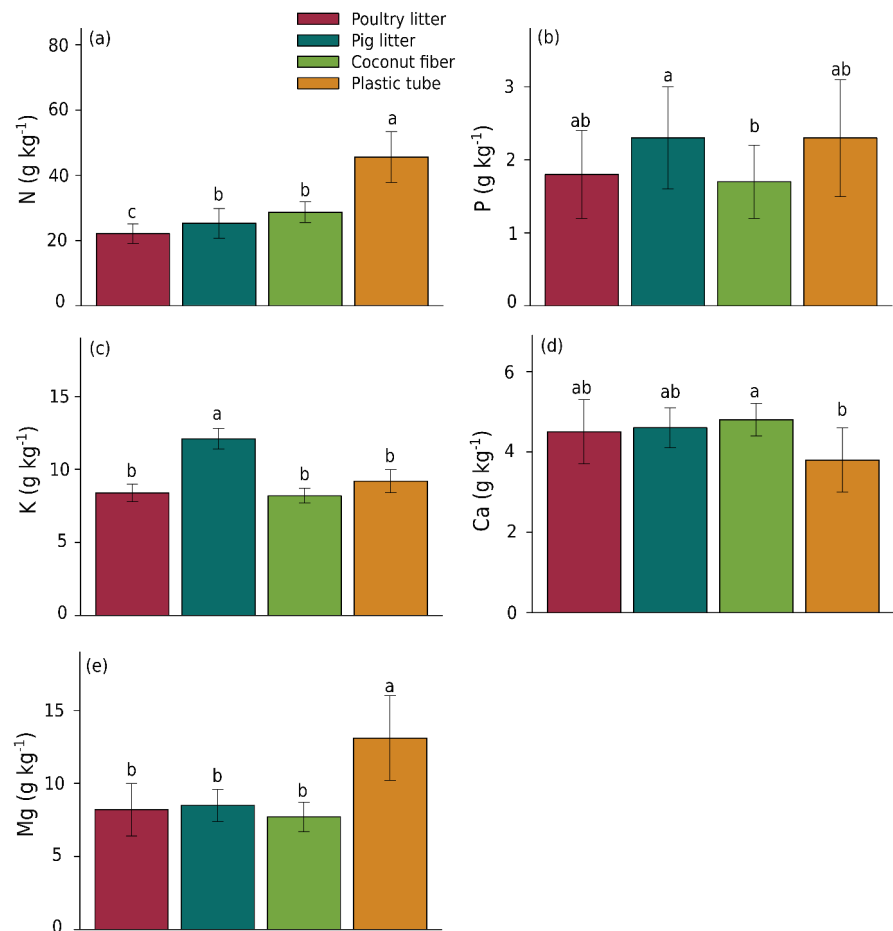 Poultry litter
Pig litter
Coconut fiber
Plastic tube
(a)
80
60
40
20
0
N (g kg⁻¹)
c
b
b
a
(b)
3
2
1
0
P (g kg⁻¹)
ab
a
b
ab
(c)
15
10
5
0
K (g kg⁻¹)
b
a
b
b
(d)
6
4
2
0
Ca (g kg⁻¹)
ab
ab
a
b
(e)
15
10
5
0
Mg (g kg⁻¹)
b
b
b
a